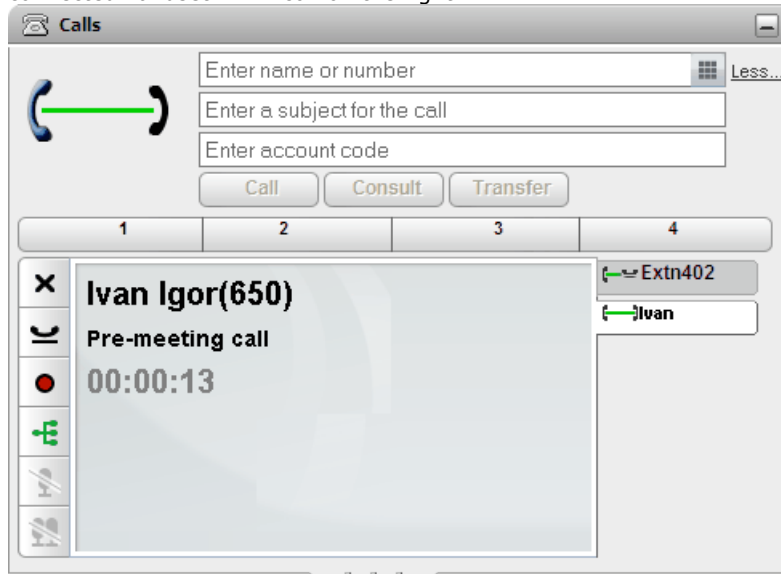 Calls
Enter name or number
Less...
Enter a subject for the call
Enter account code
Call Consult Transfer
1 2 3 4
Ivan Igor(650)
Pre-meeting call
00:00:13
Extn402
Ivan